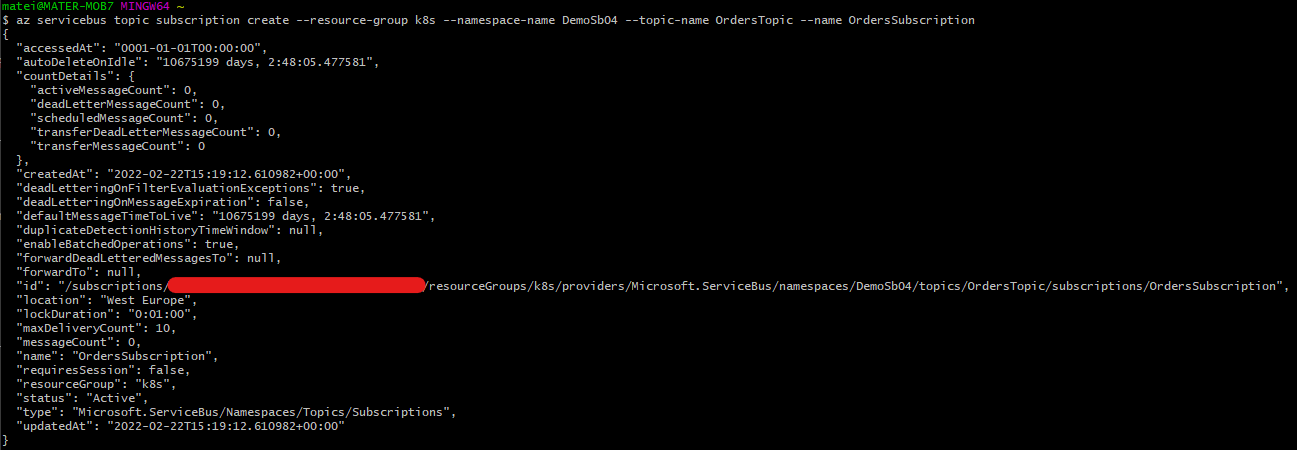 matei@MATER-MOB7 MINGW64 ~
$ az servicebus topic subscription create --resource-group k8s --namespace-name DemoSb04 --topic-name OrdersTopic --name OrdersSubscription
{
  "accessedAt": "0001-01-01T00:00:00",
  "autoDeleteOnIdle": "10675199 days, 2:48:05.477581",
  "countDetails": {
    "activeMessageCount": 0,
    "deadLetterMessageCount": 0,
    "scheduledMessageCount": 0,
    "transferDeadLetterMessageCount": 0,
    "transferMessageCount": 0
  },
  "createdAt": "2022-02-22T15:19:12.610982+00:00",
  "deadLetteringOnFilterEvaluationExceptions": true,
  "deadLetteringOnMessageExpiration": false,
  "defaultMessageTimeToLive": "10675199 days, 2:48:05.477581",
  "duplicateDetectionHistoryTimeWindow": null,
  "enableBatchedOperations": true,
  "forwardDeadLetteredMessagesTo": null,
  "forwardTo": null,
  "id": "/subscriptions/ /resourceGroups/k8s/providers/Microsoft.ServiceBus/namespaces/DemoSb04/topics/OrdersTopic/subscriptions/OrdersSubscription",
  "location": "West Europe",
  "lockDuration": "0:01:00",
  "maxDeliveryCount": 10,
  "messageCount": 0,
  "name": "OrdersSubscription",
  "requiresSession": false,
  "resourceGroup": "k8s",
  "status": "Active",
  "type": "Microsoft.ServiceBus/Namespaces/Topics/Subscriptions",
  "updatedAt": "2022-02-22T15:19:12.610982+00:00"
}